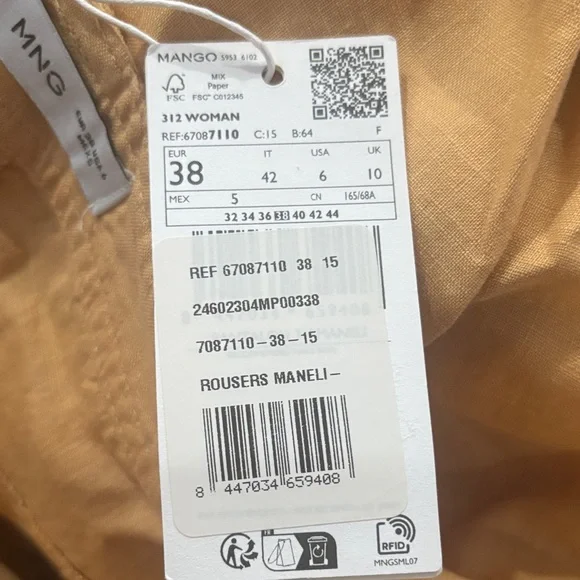 MNG
MANGO 5953 6102
MIX
Paper
FSC
FSC® C012345
312 WOMAN
REF:67087110 C:15 B:64 F
EUR IT USA UK
38 42 6 10
MEX 5 CN 165/68A
32 34 36 38 40 42 44
REF 67087110 38 15
24602304MP00338
7087110-38-15
ROUSERS MANELI-
8 447034 659408
RFID
MNGSML07